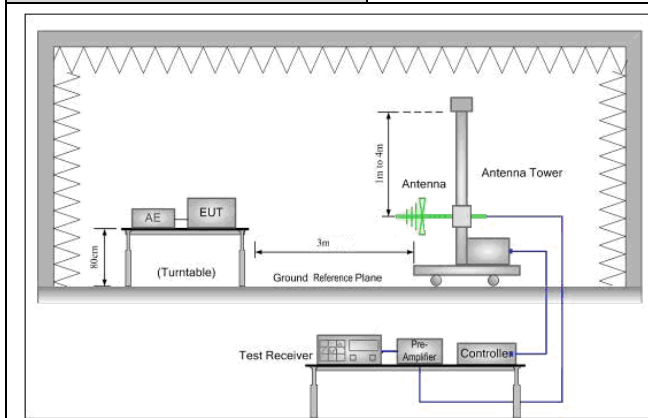 1m to 4m
Antenna
Antenna Tower
AE
EUT
3m
80cm
(Turntable)
Ground Reference Plane
Test Receiver
Pre-
Amplifier
Controller